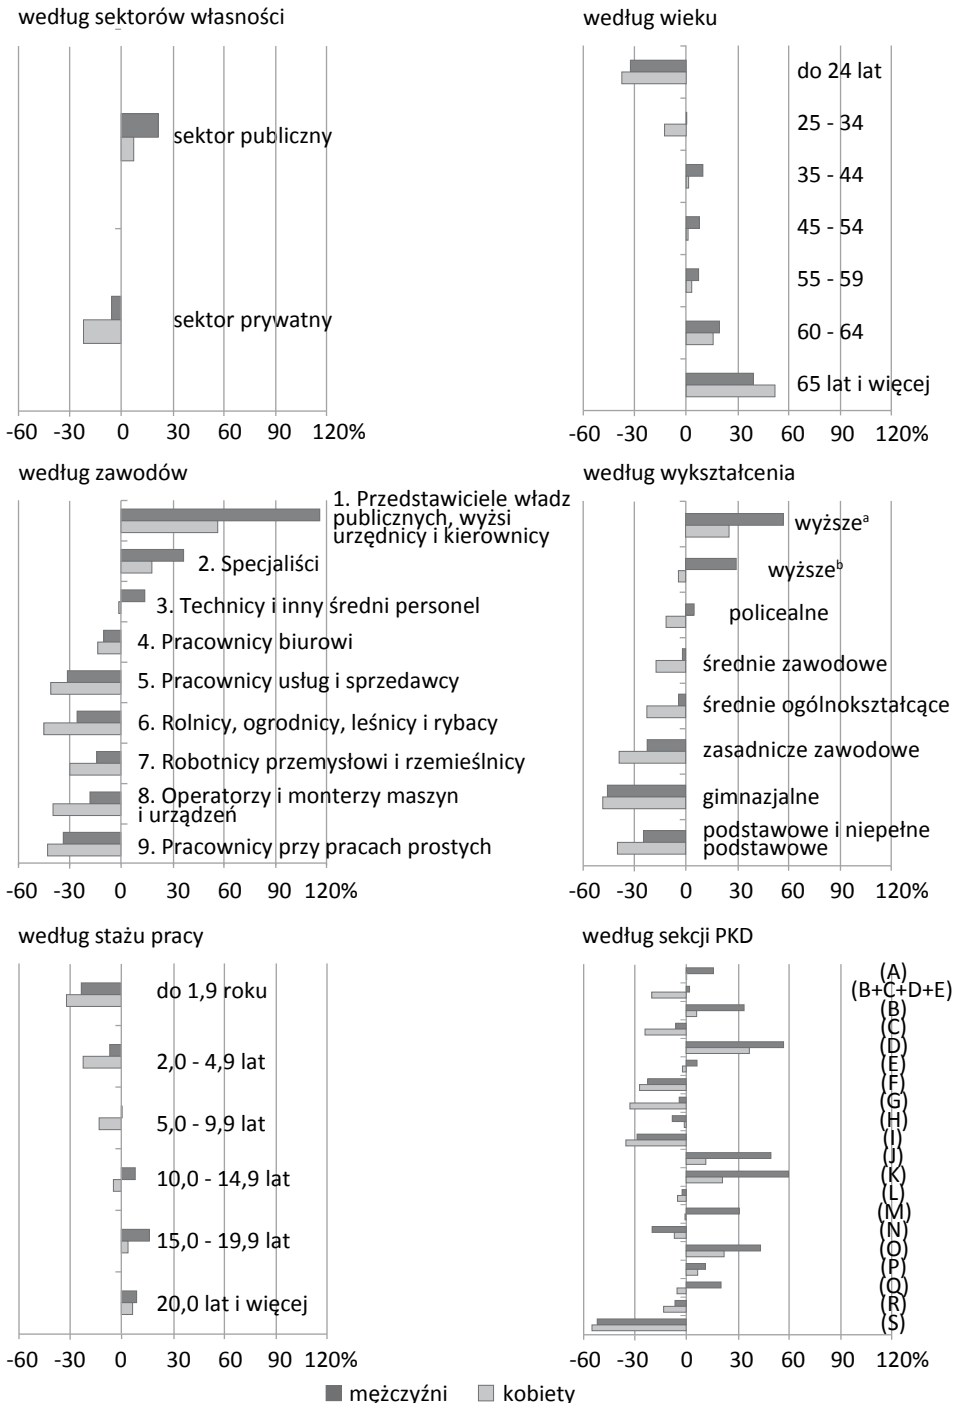 według sektorów własności
sektor publiczny
sektor prywatny
-60 -30 0 30 60 90 120%
według wieku
do 24 lat
25 - 34
35 - 44
45 - 54
55 - 59
60 - 64
65 lat i więcej
-60 -30 0 30 60 90 120%
według zawodów
1. Przedstawiciele władz
publicznych, wyżsi
urzędnicy i kierownicy
2. Specjaliści
3. Technicy i inny średni personel
4. Pracownicy biurowi
5. Pracownicy usług i sprzedawcy
6. Rolnicy, ogrodnicy, leśnicy i rybacy
7. Robotnicy przemysłowi i rzemieślnicy
8. Operatorzy i monterzy maszyn
i urządzeń
9. Pracownicy przy pracach prostych
-60 -30 0 30 60 90 120%
według wykształcenia
wyższeᵃ
wyższeᵇ
policealne
średnie zawodowe
średnie ogólnokształcące
zasadnicze zawodowe
gimnazjalne
podstawowe i niepełne
podstawowe
-60 -30 0 30 60 90 120%
według stażu pracy
do 1,9 roku
2,0 - 4,9 lat
5,0 - 9,9 lat
10,0 - 14,9 lat
15,0 - 19,9 lat
20,0 lat i więcej
-60 -30 0 30 60 90 120%
według sekcji PKD
(A)
(B+C+D+E)
(B)
(C)
(D)
(E)
(F)
(G)
(H)
(I)
(J)
(K)
(L)
(M)
(N)
(O)
(P)
(Q)
(R)
(S)
-60 -30 0 30 60 90 120%
mężczyźni kobiety